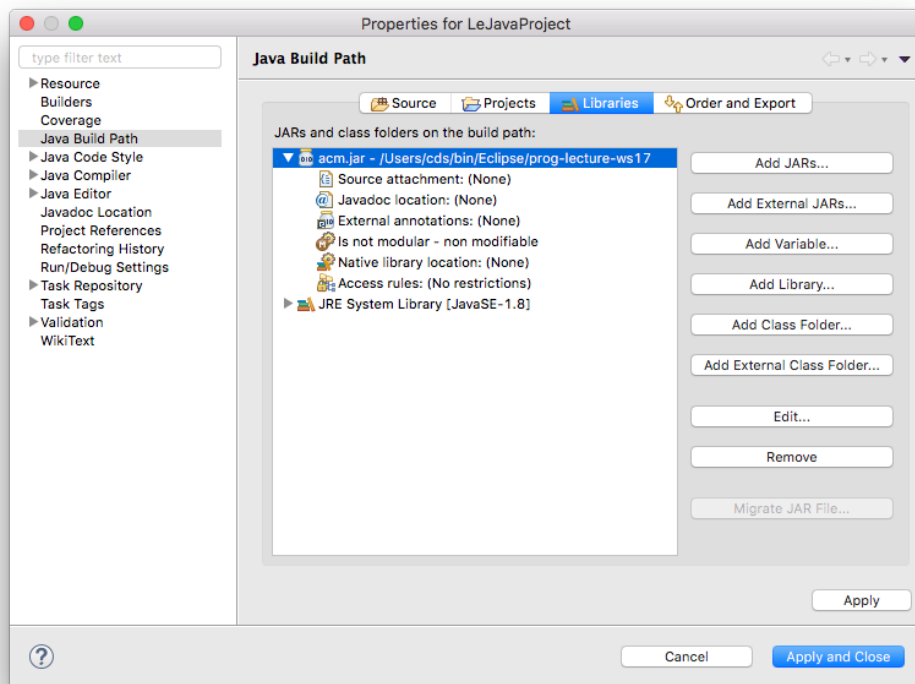 Properties for LeJavaProject
type filter text
Resource
Builders
Coverage
Java Build Path
Java Code Style
Java Compiler
Java Editor
Javadoc Location
Project References
Refactoring History
Run/Debug Settings
Task Repository
Task Tags
Validation
WikiText
Java Build Path
Source Projects Libraries Order and Export
JARs and class folders on the build path:
acm.jar - /Users/cds/bin/Eclipse/prog-lecture-ws17
Source attachment: (None)
Javadoc location: (None)
External annotations: (None)
Is not modular - non modifiable
Native library location: (None)
Access rules: (No restrictions)
JRE System Library [JavaSE-1.8]
Add JARs...
Add External JARs...
Add Variable...
Add Library...
Add Class Folder...
Add External Class Folder...
Edit...
Remove
Migrate JAR File...
Apply
?
Cancel Apply and Close